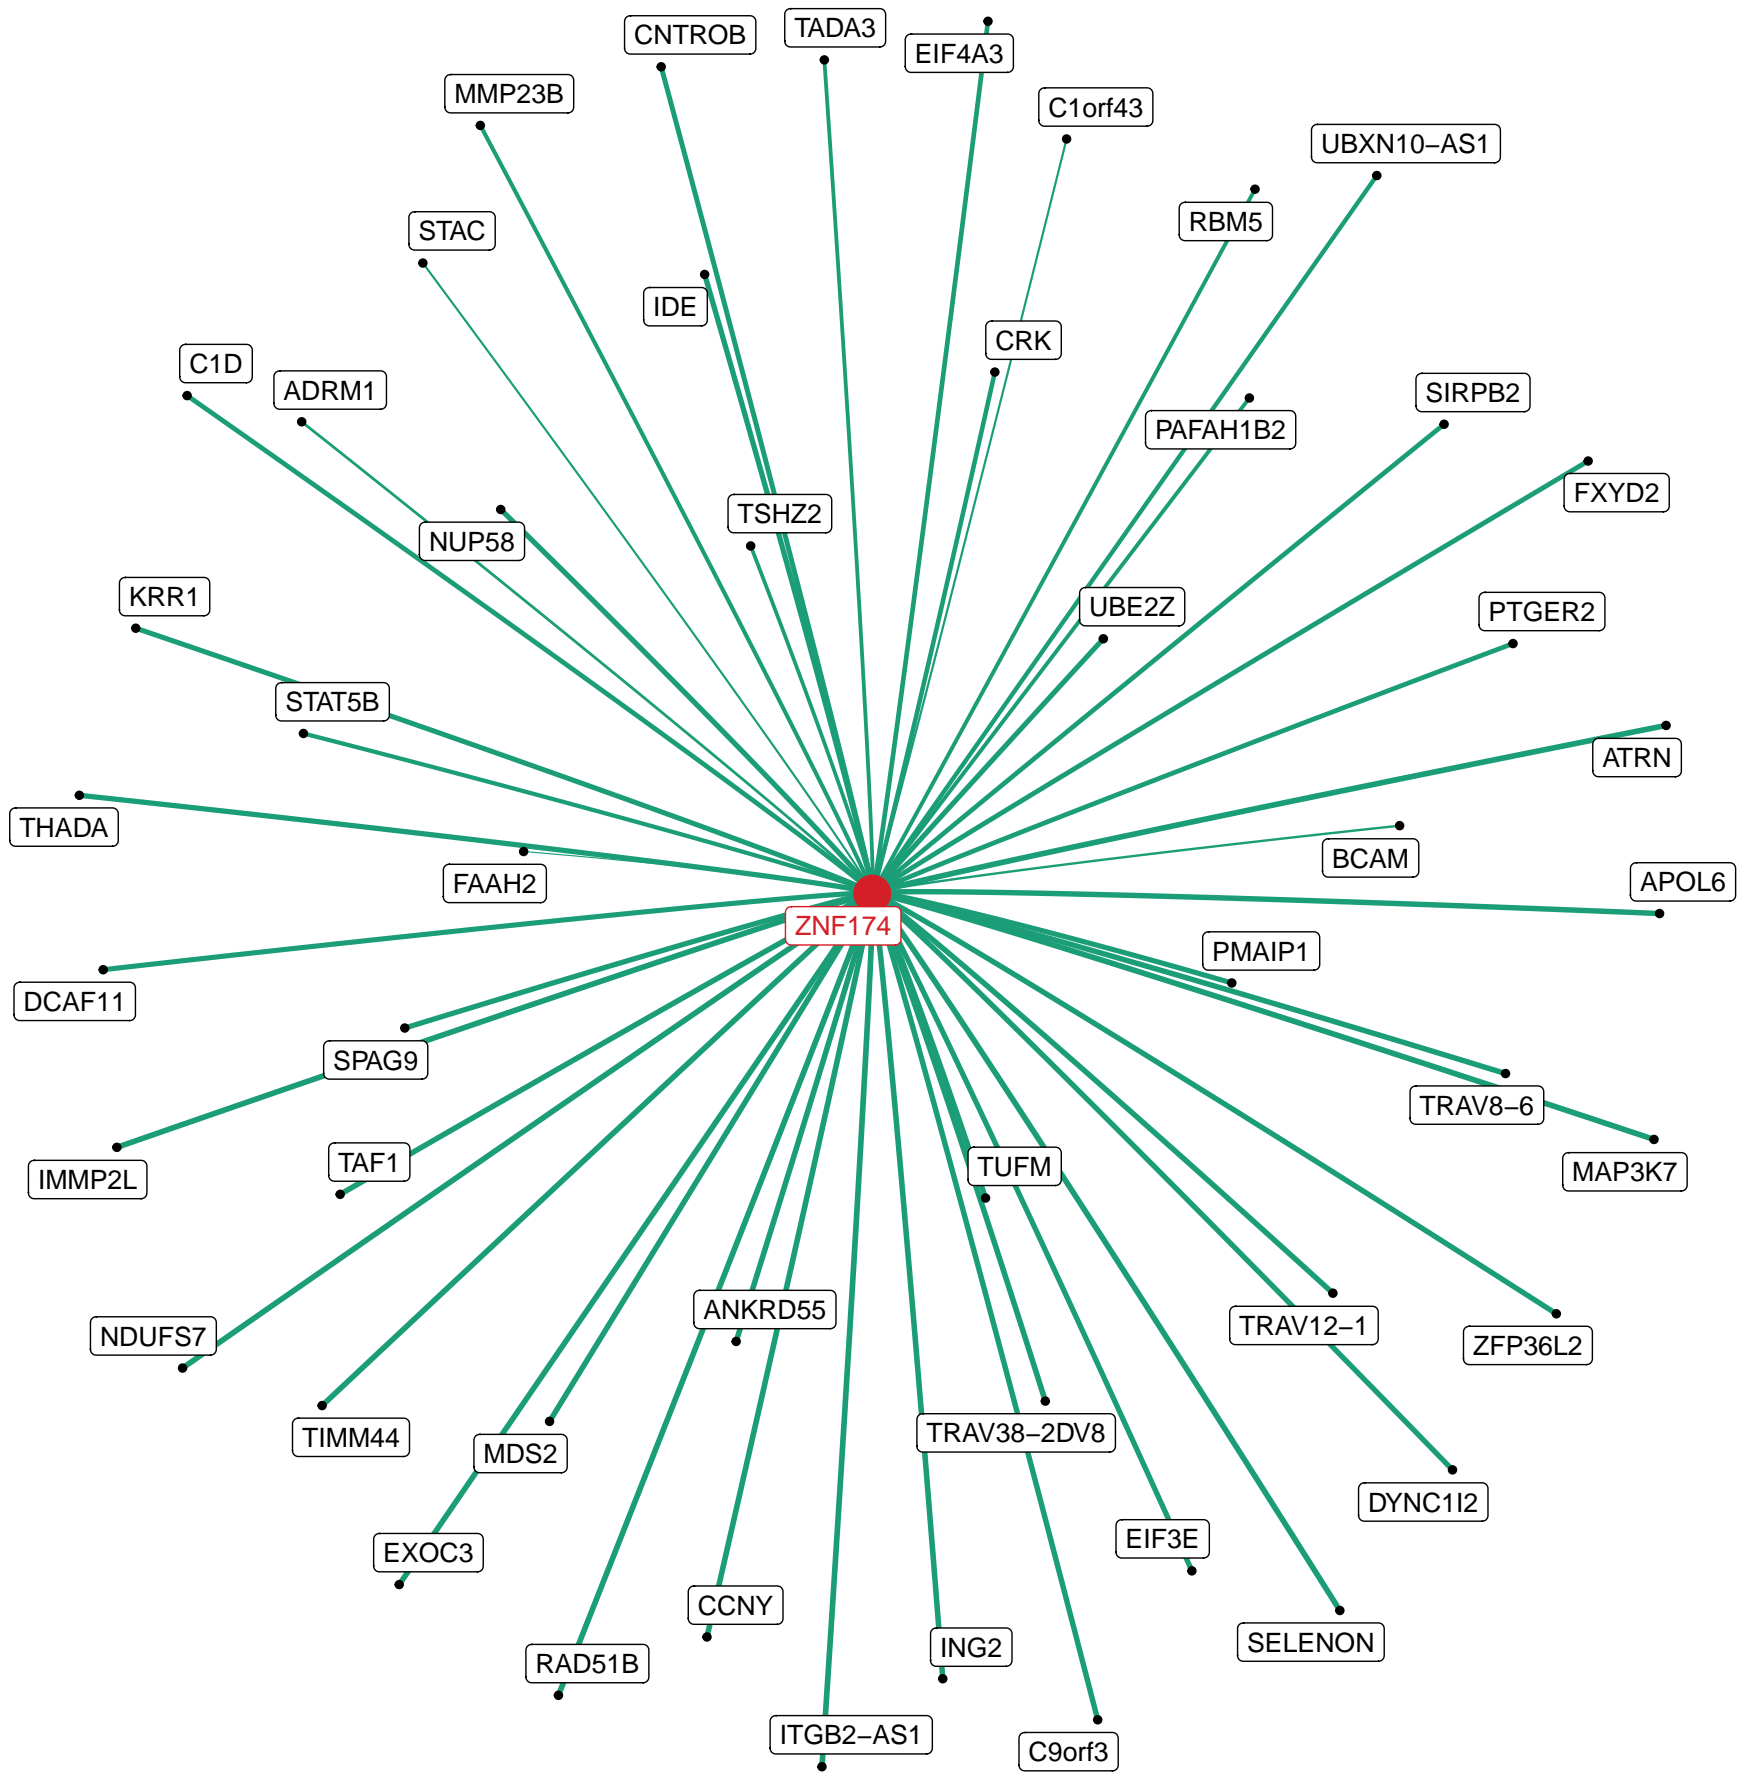 TADA3
CNTROB
EIF4A3
MMP23B
C1orf43
UBXN10−AS1
RBM5
STAC
IDE
CRK
C1D
ADRM1
SIRPB2
PAFAH1B2
FXYD2
TSHZ2
NUP58
KRR1
UBE2Z
PTGER2
STAT5B
ATRN
THADA
BCAM
FAAH2
APOL6
ZNF174
PMAIP1
DCAF11
SPAG9
TRAV8−6
TAF1
TUFM
MAP3K7
IMMP2L
ANKRD55
TRAV12−1
NDUFS7
ZFP36L2
TRAV38−2DV8
TIMM44
MDS2
DYNC1I2
EIF3E
EXOC3
CCNY
SELENON
ING2
RAD51B
ITGB2−AS1
C9orf3